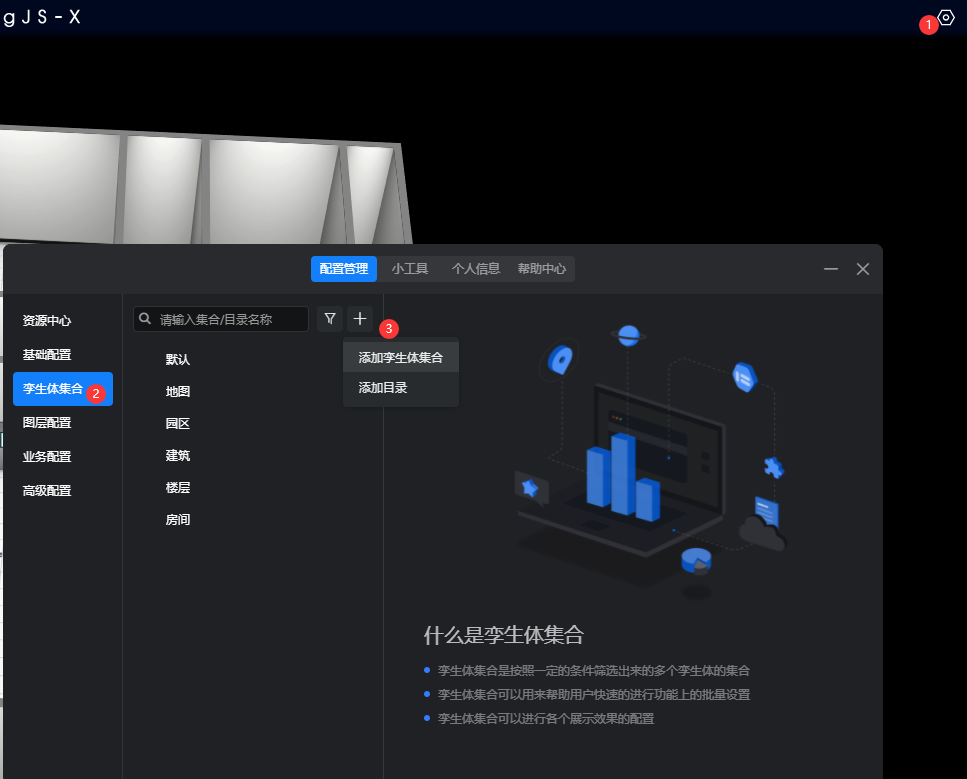 gJS-X
1
配置管理 小工具 个人信息 帮助中心
资源中心
基础配置
孪生体集合 2
图层配置
业务配置
高级配置
请输入集合/目录名称
3
添加孪生体集合
添加目录
默认
地图
园区
建筑
楼层
房间
什么是孪生体集合
孪生体集合是按照一定的条件筛选出来的多个孪生体的集合
孪生体集合可以用来帮助用户快速的进行功能上的批量设置
孪生体集合可以进行各个展示效果的配置